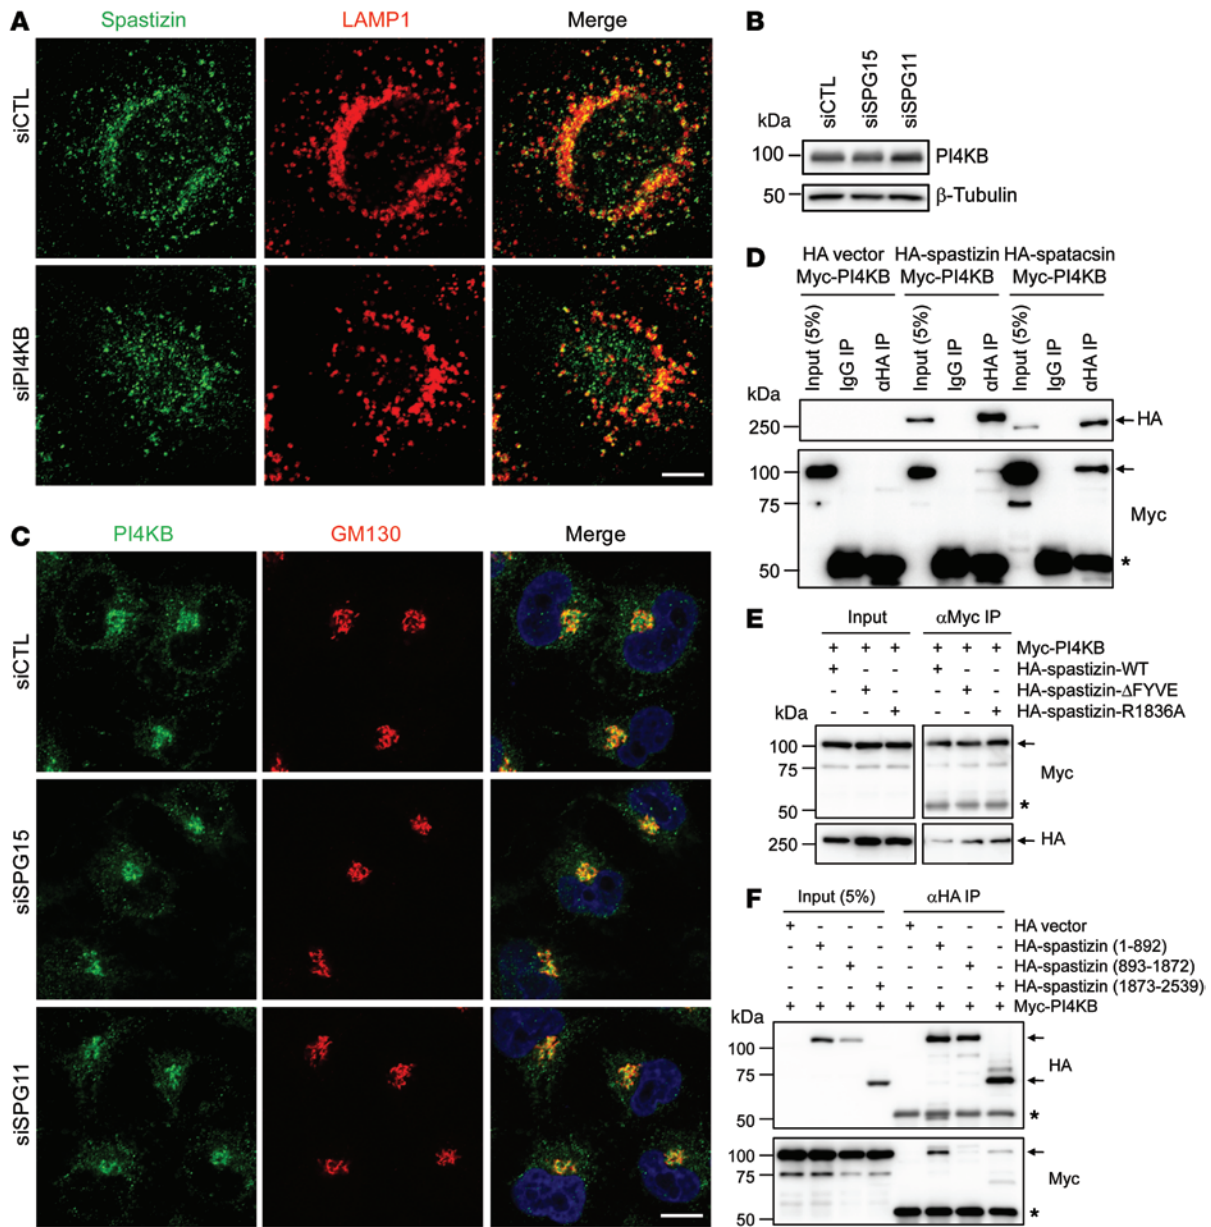 A
Spastizin
LAMP1
Merge
siCTL
siPI4KB
B
siCTL
siSPG15
siSPG11
kDa
100
PI4KB
50
β-Tubulin
C
PI4KB
GM130
Merge
siCTL
siSPG15
siSPG11
D
HA vector HA-spastizin HA-spatacsin
Myc-PI4KB Myc-PI4KB Myc-PI4KB
Input (5%)
IgG IP
αHA IP
Input (5%)
IgG IP
αHA IP
Input (5%)
IgG IP
αHA IP
kDa
250
HA
100
75
Myc
50
*
E
Input αMyc IP
+ + + + + + Myc-PI4KB
+ - - + - - HA-spastizin-WT
- + - - + - HA-spastizin-ΔFYVE
- - + - - + HA-spastizin-R1836A
kDa
100
75
Myc
50
*
250
HA
F
Input (5%) αHA IP
+ - - - + - - - HA vector
- + - - - + - - HA-spastizin (1-892)
- - + - - - + - HA-spastizin (893-1872)
- - - + - - - + HA-spastizin (1873-2539)
+ + + + + + + + Myc-PI4KB
kDa
100
HA
75
50
*
100
75
Myc
50
*